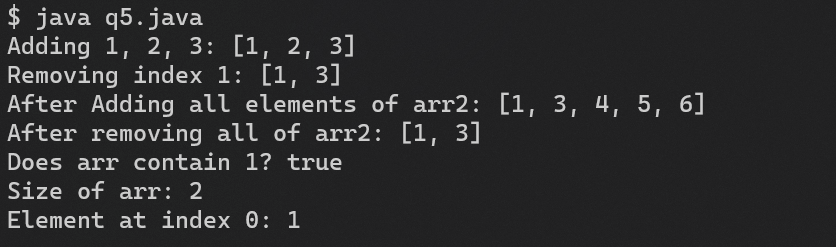 $ java q5.java
Adding 1, 2, 3: [1, 2, 3]
Removing index 1: [1, 3]
After Adding all elements of arr2: [1, 3, 4, 5, 6]
After removing all of arr2: [1, 3]
Does arr contain 1? true
Size of arr: 2
Element at index 0: 1